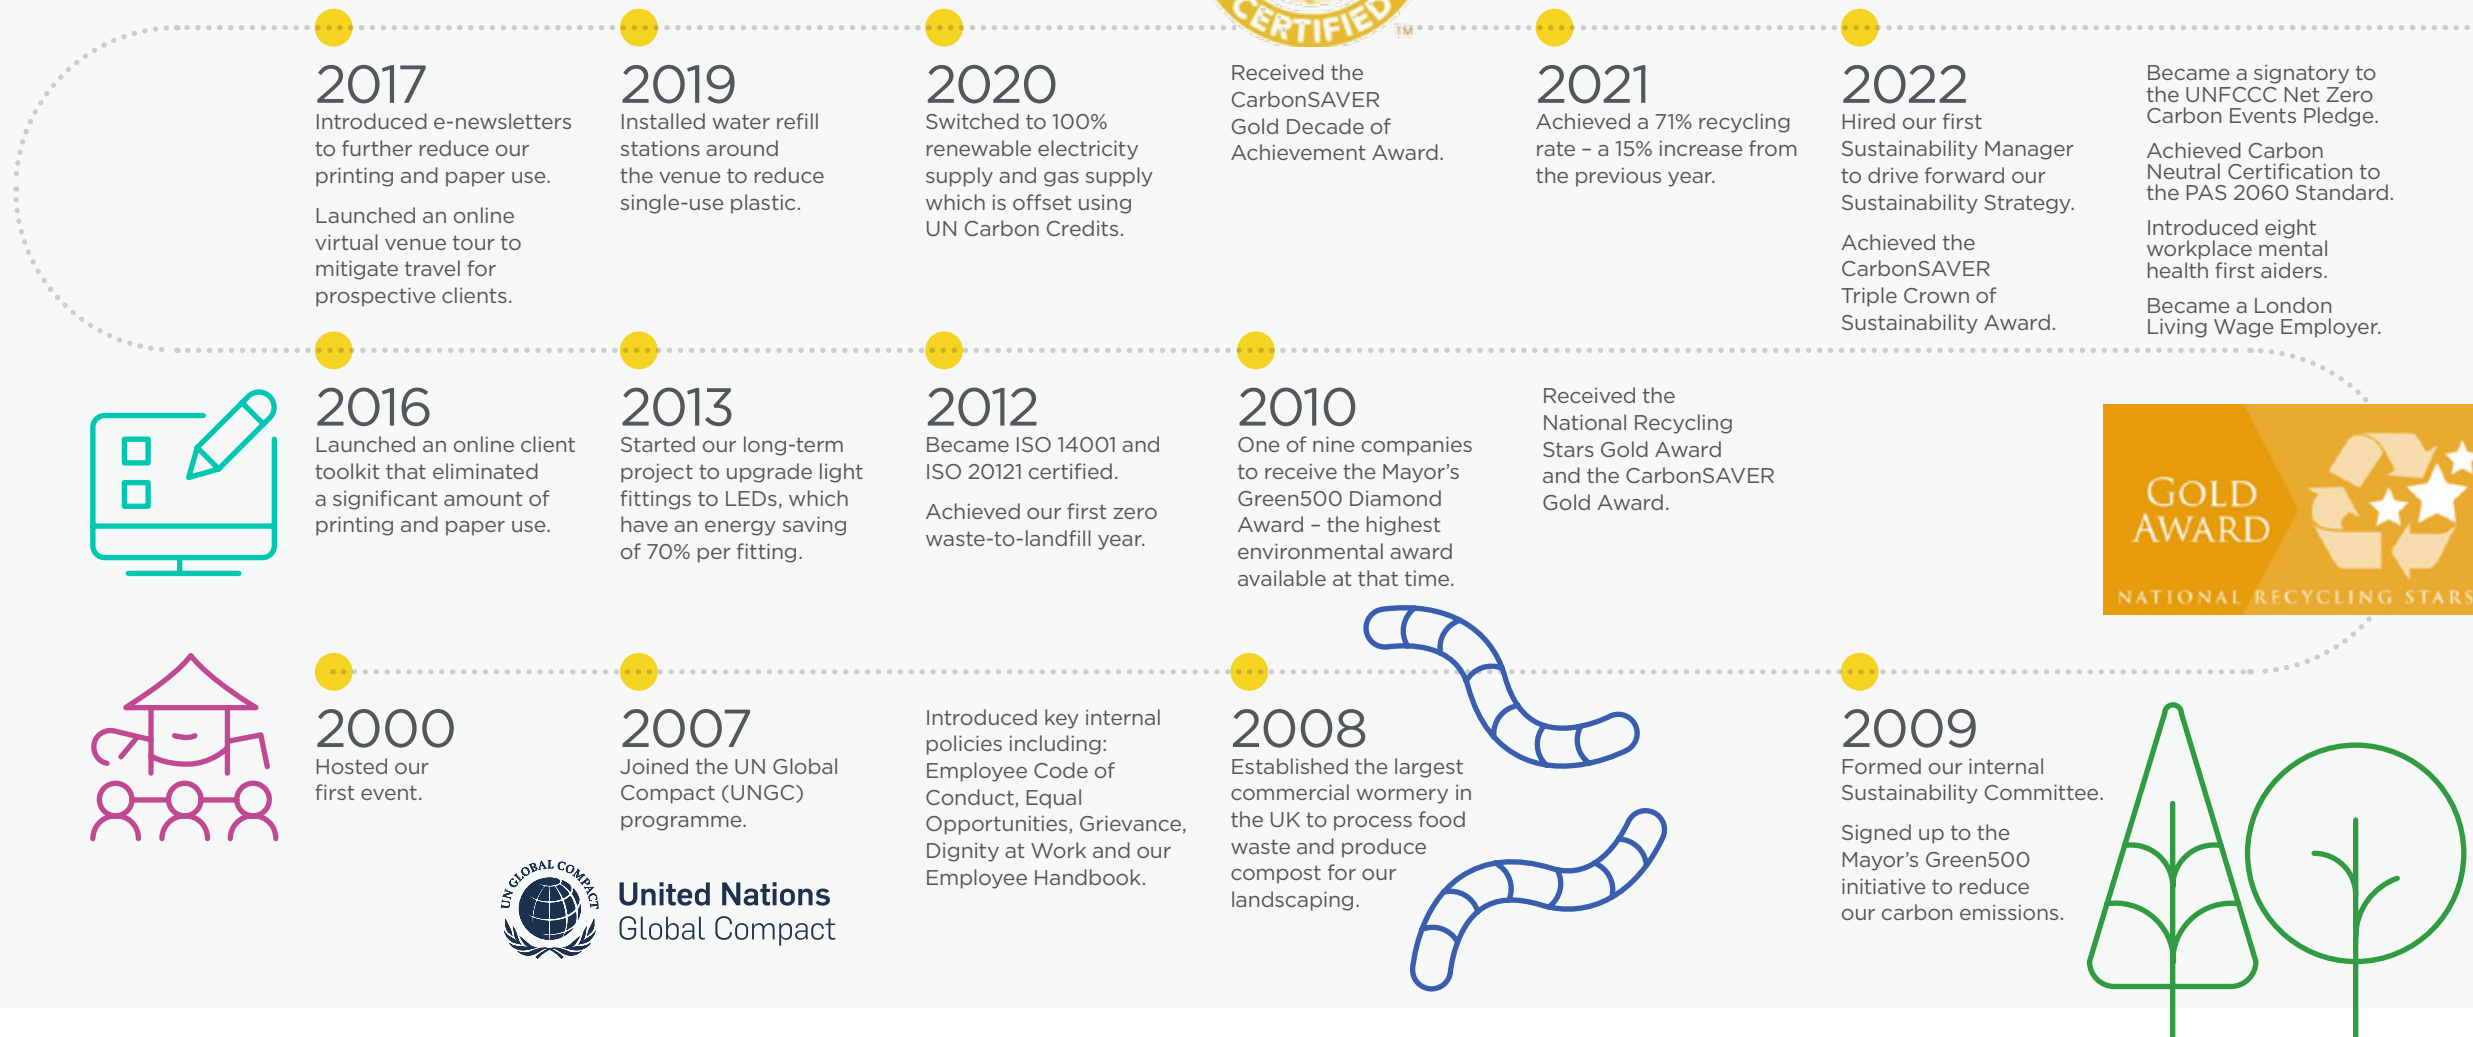 CERTIFIED
TM
2017
Introduced e-newsletters
to further reduce our
printing and paper use.
Launched an online
virtual venue tour to
mitigate travel for
prospective clients.
2019
Installed water refill
stations around
the venue to reduce
single-use plastic.
2020
Switched to 100%
renewable electricity
supply and gas supply
which is offset using
UN Carbon Credits.
Received the
CarbonSAVER
Gold Decade of
Achievement Award.
2021
Achieved a 71% recycling
rate – a 15% increase from
the previous year.
2022
Hired our first
Sustainability Manager
to drive forward our
Sustainability Strategy.
Achieved the
CarbonSAVER
Triple Crown of
Sustainability Award.
Became a signatory to
the UNFCCC Net Zero
Carbon Events Pledge.
Achieved Carbon
Neutral Certification to
the PAS 2060 Standard.
Introduced eight
workplace mental
health first aiders.
Became a London
Living Wage Employer.
2016
Launched an online client
toolkit that eliminated
a significant amount of
printing and paper use.
2013
Started our long-term
project to upgrade light
fittings to LEDs, which
have an energy saving
of 70% per fitting.
2012
Became ISO 14001 and
ISO 20121 certified.
Achieved our first zero
waste-to-landfill year.
2010
One of nine companies
to receive the Mayor’s
Green500 Diamond
Award – the highest
environmental award
available at that time.
Received the
National Recycling
Stars Gold Award
and the CarbonSAVER
Gold Award.
GOLD
AWARD
NATIONAL RECYCLING STARS
2000
Hosted our
first event.
2007
Joined the UN Global
Compact (UNGC)
programme.
UN GLOBAL COMPACT
United Nations
Global Compact
Introduced key internal
policies including:
Employee Code of
Conduct, Equal
Opportunities, Grievance,
Dignity at Work and our
Employee Handbook.
2008
Established the largest
commercial wormery in
the UK to process food
waste and produce
compost for our
landscaping.
2009
Formed our internal
Sustainability Committee.
Signed up to the
Mayor’s Green500
initiative to reduce
our carbon emissions.